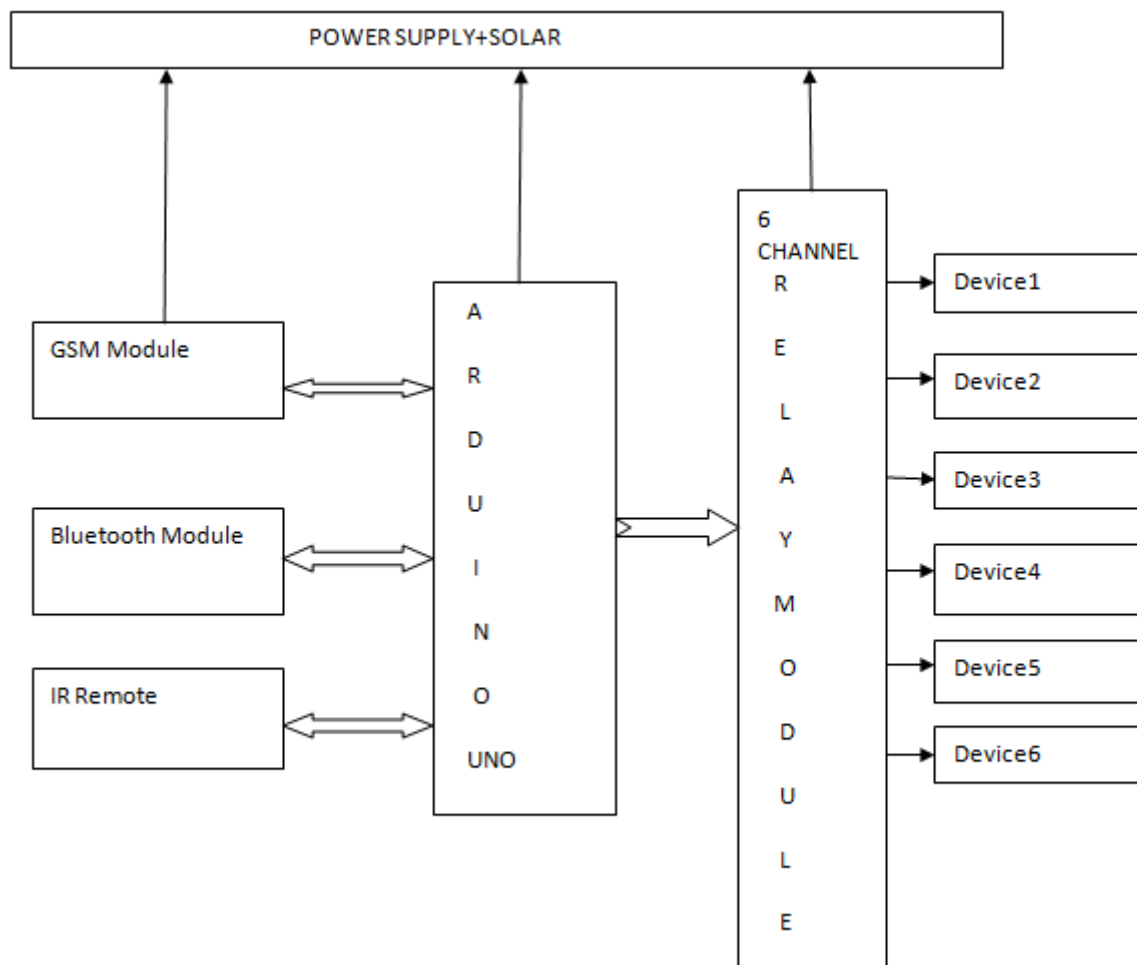 POWER SUPPLY+SOLAR
GSM Module
Bluetooth Module
IR Remote
A
R
D
U
I
N
O
UNO
6
CHANNEL
R
E
L
A
Y
M
O
D
U
L
E
Device1
Device2
Device3
Device4
Device5
Device6